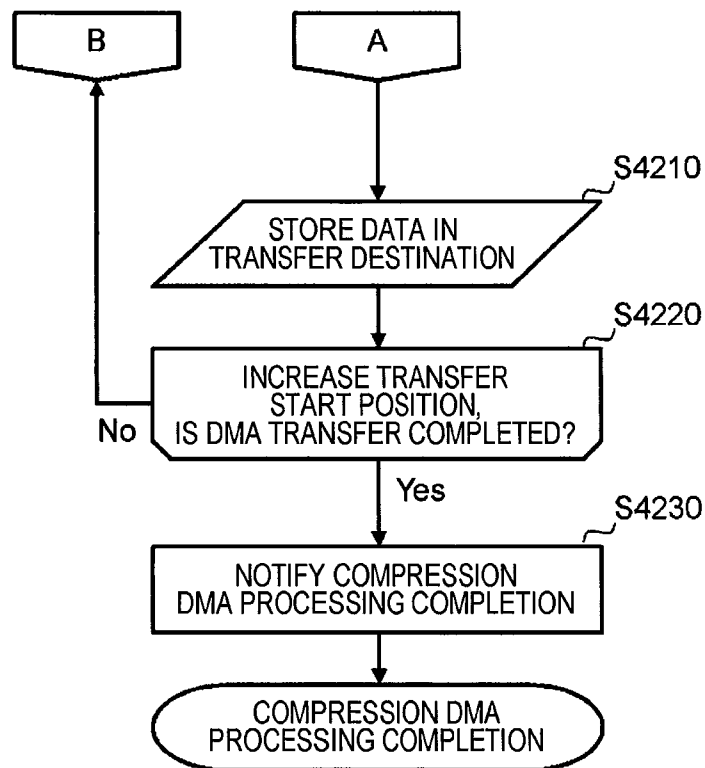 B
A
S4210
STORE DATA IN
TRANSFER DESTINATION
S4220
INCREASE TRANSFER
START POSITION,
IS DMA TRANSFER COMPLETED?
No
Yes
S4230
NOTIFY COMPRESSION
DMA PROCESSING COMPLETION
COMPRESSION DMA
PROCESSING COMPLETION